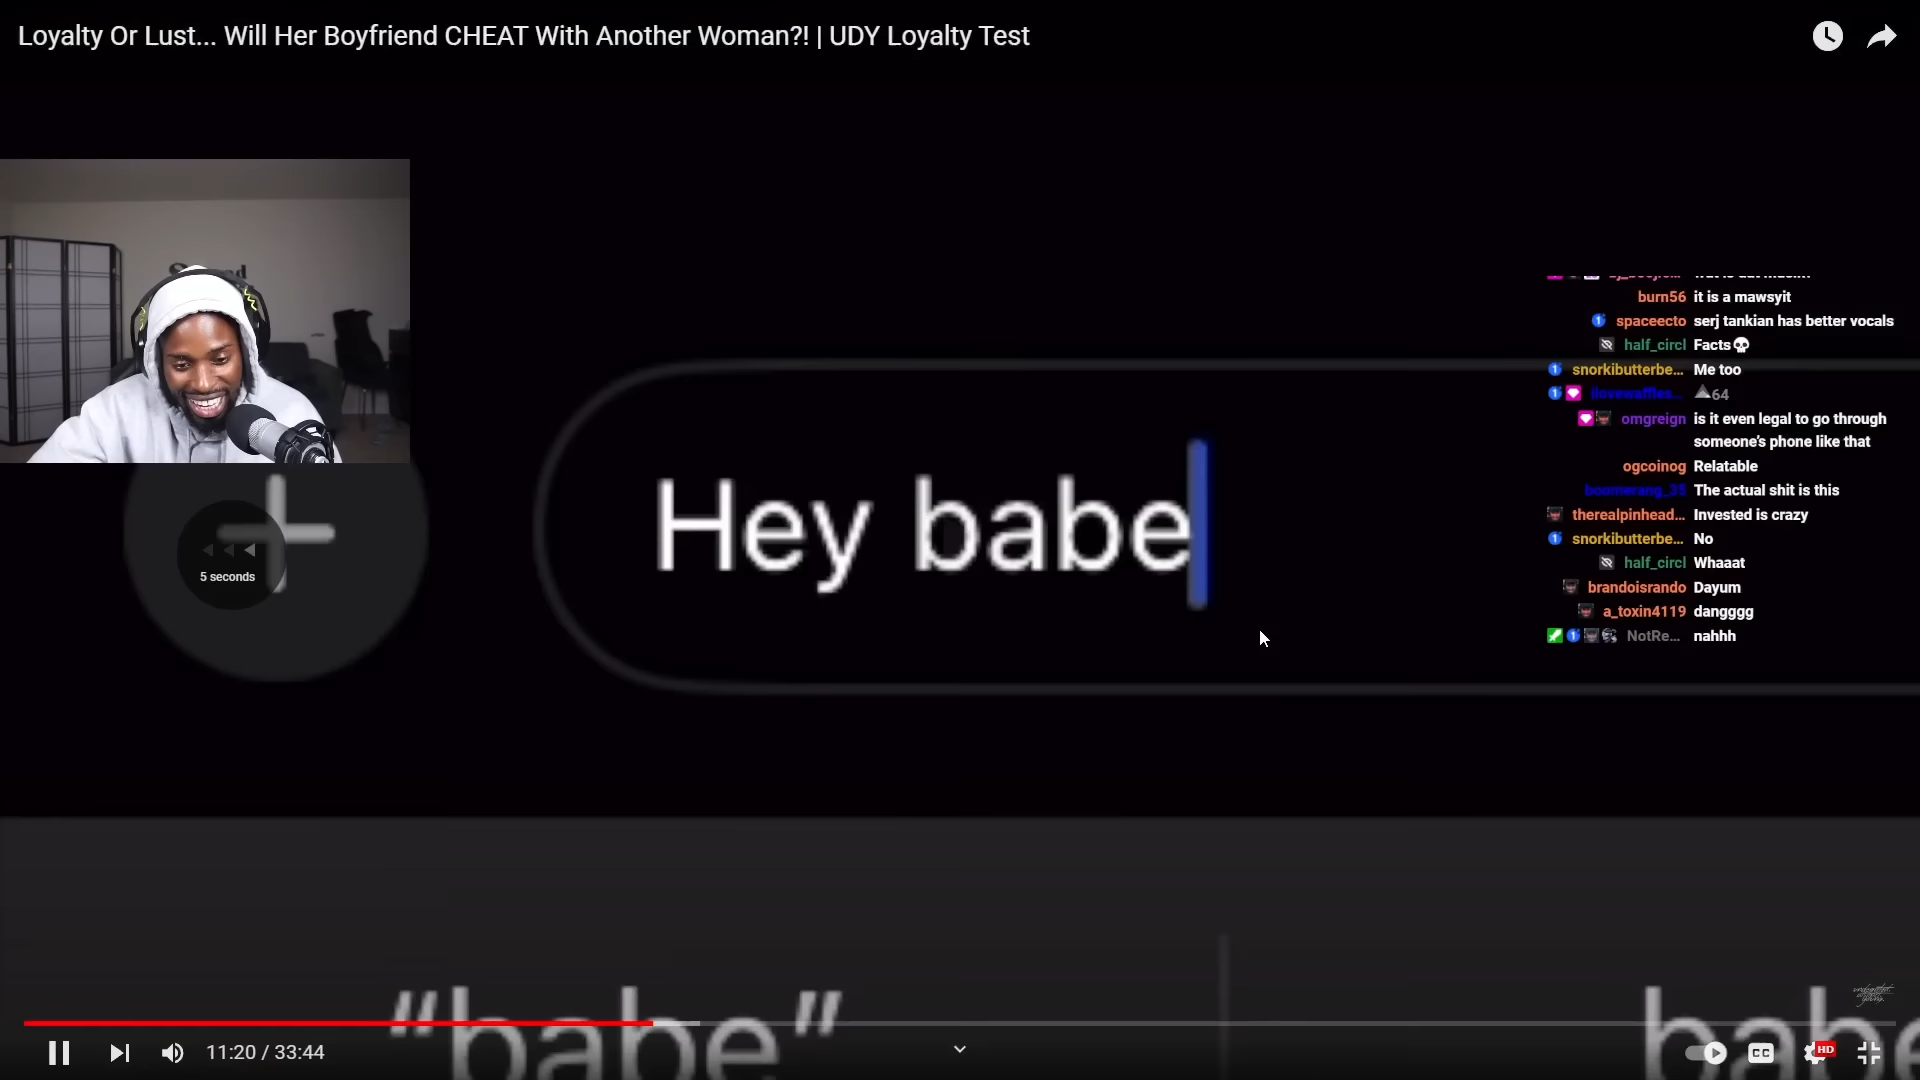 Loyalty Or Lust... Will Her Boyfriend CHEAT With Another Woman?! | UDY Loyalty Test
burn56 it is a mawsyit
spaceecto serj tankian has better vocals
half_circl Facts💀
snorkibutterbe... Me too
ilovewaffles... 64
omgreign is it even legal to go through
someone's phone like that
ogcoinog Relatable
boomerang_35 The actual shit is this
therealpinhead... Invested is crazy
snorkibutterbe... No
half_circl Whaaat
brandoisrando Dayum
a_toxin4119 dangggg
NotRe... nahhh
Hey babe
5 seconds
"babe"
babe
11:20 / 33:44
CC
HD